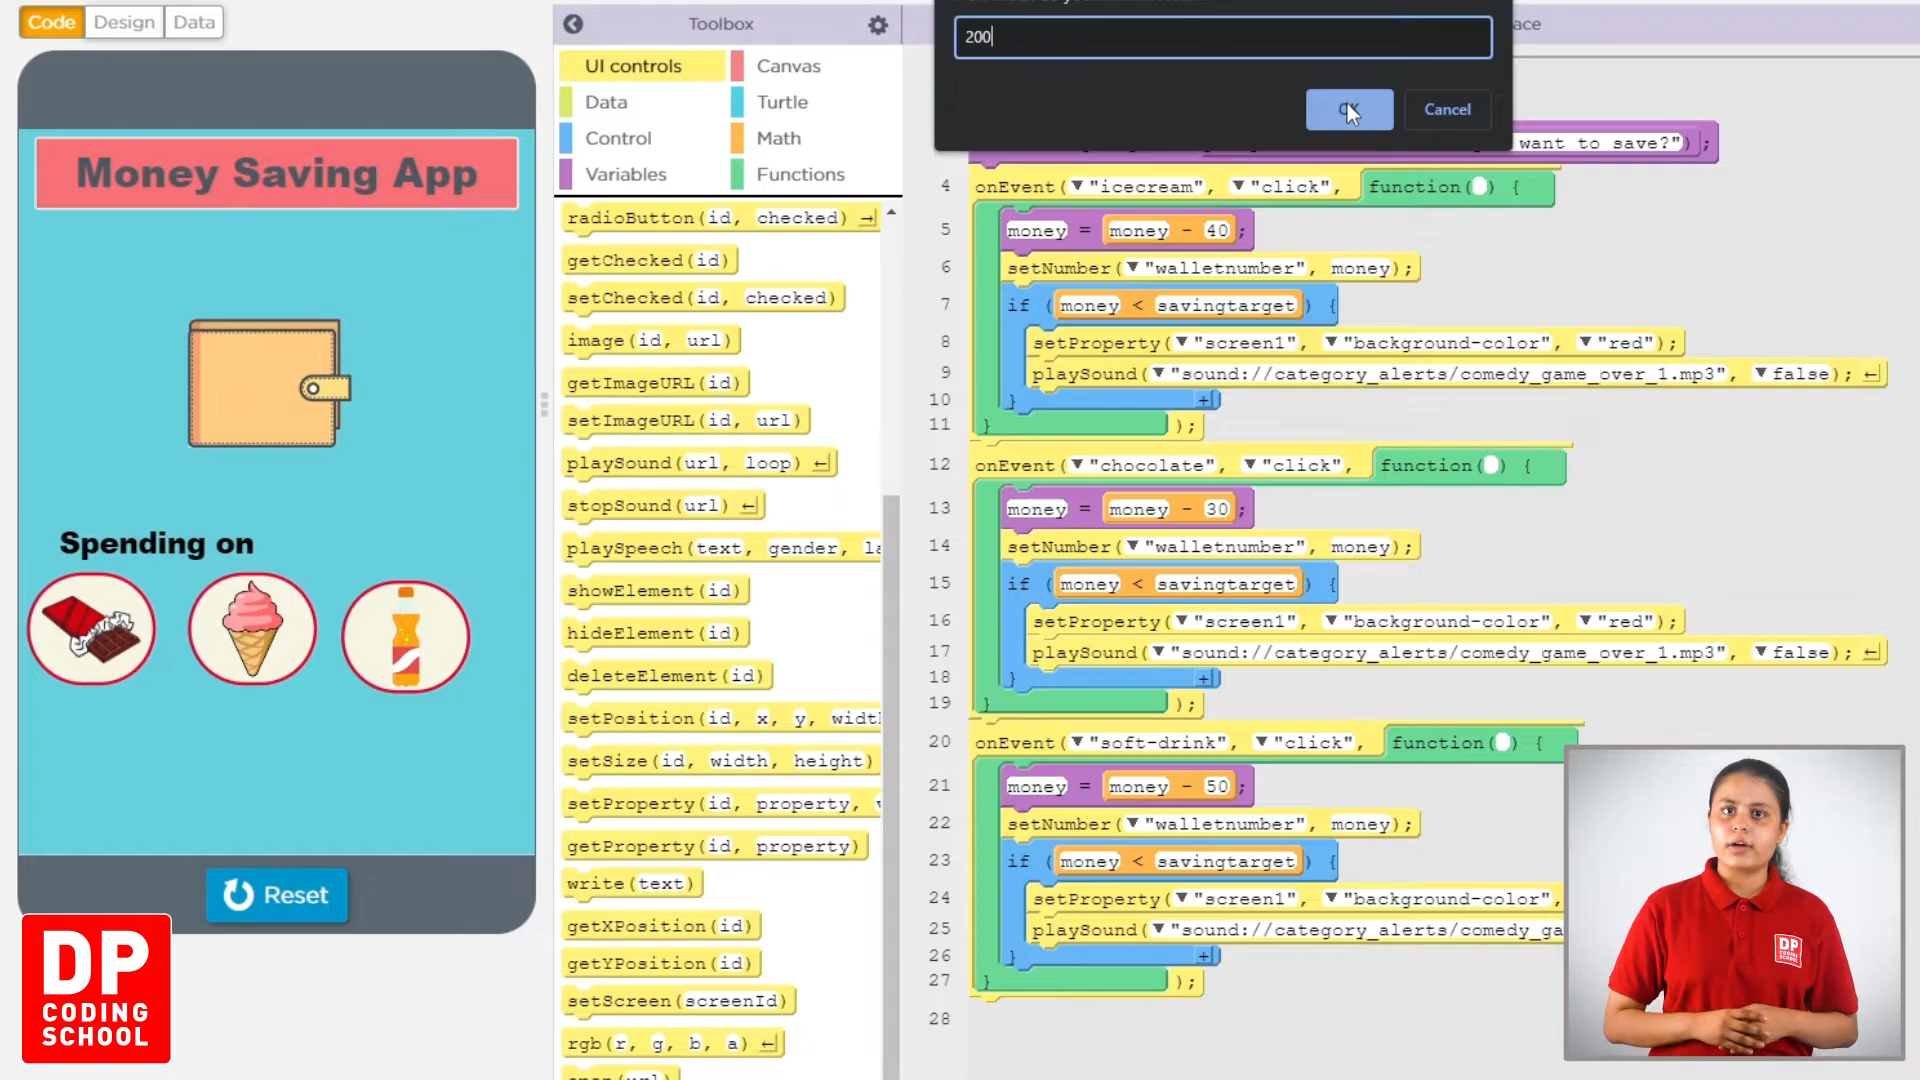 Code Design Data
Money Saving App
Spending on
Reset
DP
CODING
SCHOOL
Toolbox
UI controls
Canvas
Data
Turtle
Control
Math
Variables
Functions
radioButton(id, checked)
getChecked(id)
setChecked(id, checked)
image(id, url)
getImageURL(id)
setImageURL(id, url)
playSound(url, loop)
stopSound(url)
playSpeech(text, gender,
showElement(id)
hideElement(id)
deleteElement(id)
setPosition(id, x, y,
setSize(id, width, height)
setProperty(id, property,
getProperty(id, property)
write(text)
getXPosition(id)
getYPosition(id)
setScreen(screenId)
rgb(r, g, b, a)
200
OK Cancel
want to save?");
4 onEvent("icecream", "click", function() {
5 money = money - 40;
6 setNumber("walletnumber", money);
7 if (money < savingtarget) {
8 setProperty("screen1", "background-color", "red");
9 playSound("sound://category_alerts/comedy_game_over_1.mp3", false);
10 }
11 });
12 onEvent("chocolate", "click", function() {
13 money = money - 30;
14 setNumber("walletnumber", money);
15 if (money < savingtarget) {
16 setProperty("screen1", "background-color", "red");
17 playSound("sound://category_alerts/comedy_game_over_1.mp3", false);
18 }
19 });
20 onEvent("soft-drink", "click", function() {
21 money = money - 50;
22 setNumber("walletnumber", money);
23 if (money < savingtarget) {
24 setProperty("screen1", "background-color",
25 playSound("sound://category_alerts/comedy_ga
26 }
27 });
28
DP
CODING
SCHOOL